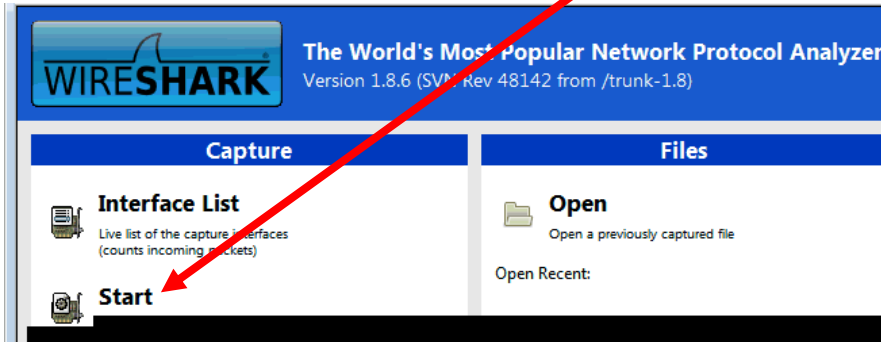 WIRESHARK
The World's Most Popular Network Protocol Analyzer
Version 1.8.6 (SVN Rev 48142 from /trunk-1.8)
Capture
Interface List
Live list of the capture interfaces
(counts incoming packets)
Start
Files
Open
Open a previously captured file
Open Recent: